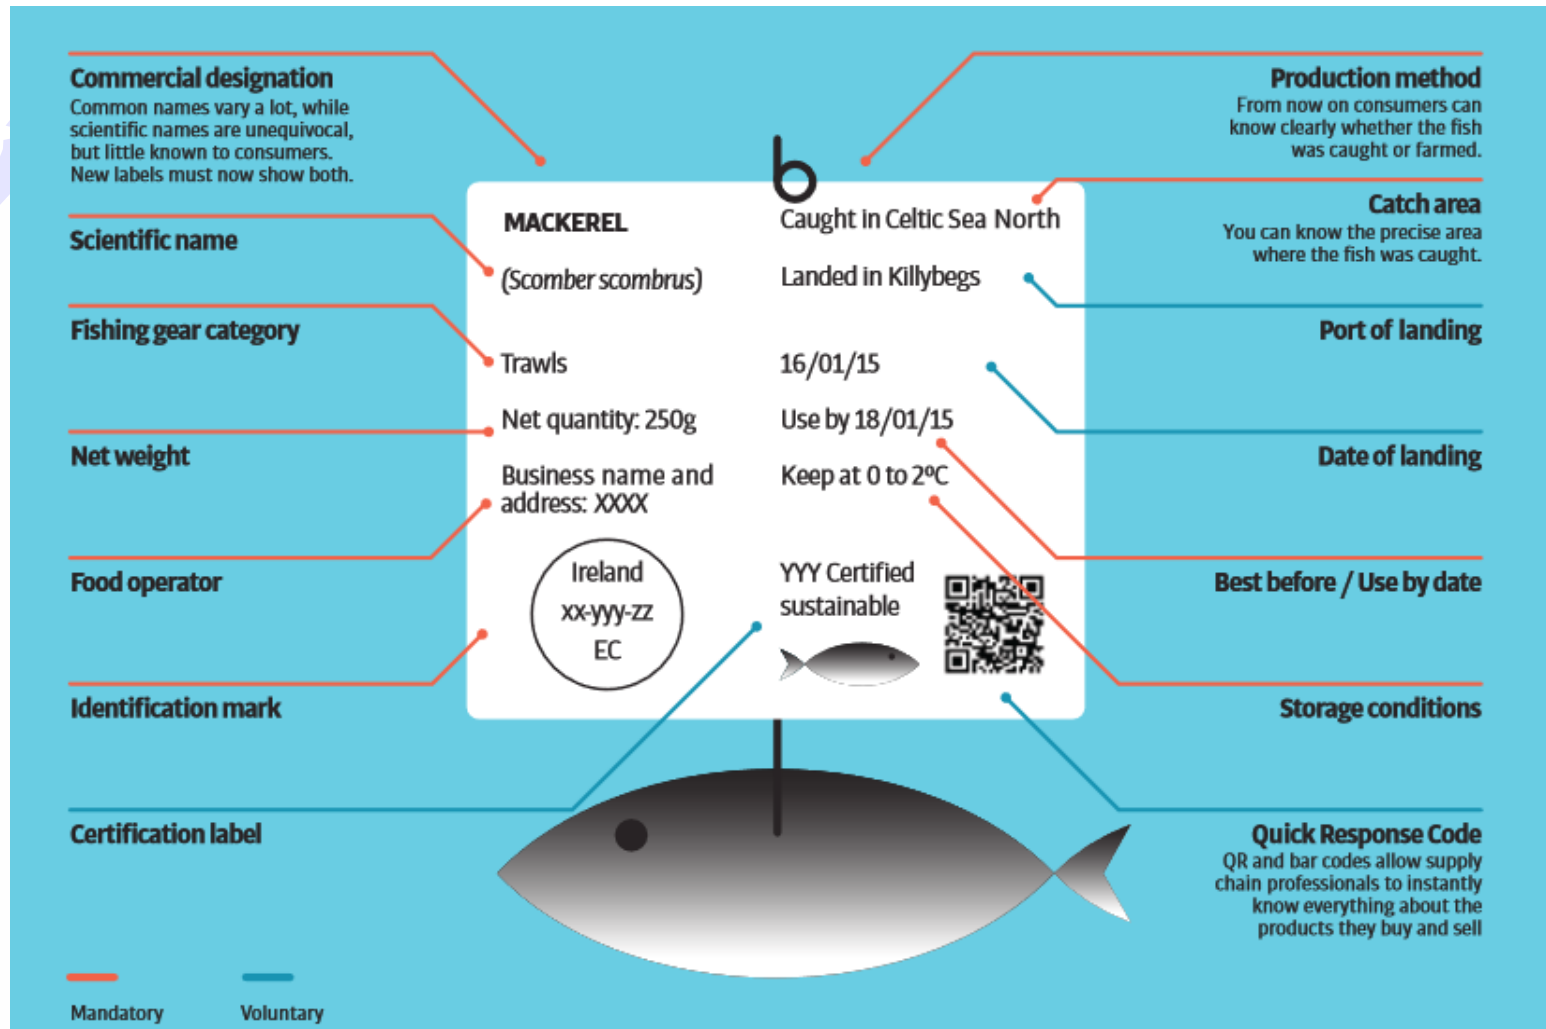 Commercial designation
Common names vary a lot, while
scientific names are unequivocal,
but little known to consumers.
New labels must now show both.
Scientific name
Fishing gear category
Net weight
Food operator
Identification mark
Certification label
MACKEREL
(Scomber scombrus)
Trawls
Net quantity: 250g
Business name and
address: XXXX
Ireland
xx-yyy-zz
EC
Caught in Celtic Sea North
Landed in Killybegs
16/01/15
Use by 18/01/15
Keep at 0 to 2ºC
YYY Certified
sustainable
Production method
From now on consumers can
know clearly whether the fish
was caught or farmed.
Catch area
You can know the precise area
where the fish was caught.
Port of landing
Date of landing
Best before / Use by date
Storage conditions
Quick Response Code
QR and bar codes allow supply
chain professionals to instantly
know everything about the
products they buy and sell
Mandatory
Voluntary